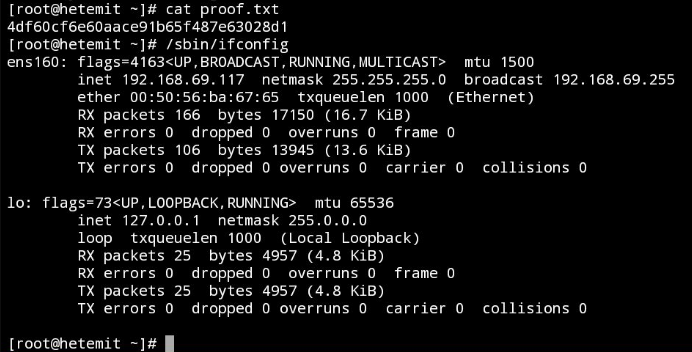 [root@hetemit ~]# cat proof.txt
4df60cf6e60aace91b65f487e63028d1
[root@hetemit ~]# /sbin/ifconfig
ens160: flags=4163<UP,BROADCAST,RUNNING,MULTICAST>  mtu 1500
        inet 192.168.69.117  netmask 255.255.255.0  broadcast 192.168.69.255
        ether 00:50:56:ba:67:65  txqueuelen 1000  (Ethernet)
        RX packets 166  bytes 17150 (16.7 KiB)
        RX errors 0  dropped 0  overruns 0  frame 0
        TX packets 106  bytes 13945 (13.6 KiB)
        TX errors 0  dropped 0 overruns 0  carrier 0  collisions 0

lo: flags=73<UP,LOOPBACK,RUNNING>  mtu 65536
        inet 127.0.0.1  netmask 255.0.0.0
        loop  txqueuelen 1000  (Local Loopback)
        RX packets 25  bytes 4957 (4.8 KiB)
        RX errors 0  dropped 0  overruns 0  frame 0
        TX packets 25  bytes 4957 (4.8 KiB)
        TX errors 0  dropped 0 overruns 0  carrier 0  collisions 0

[root@hetemit ~]#